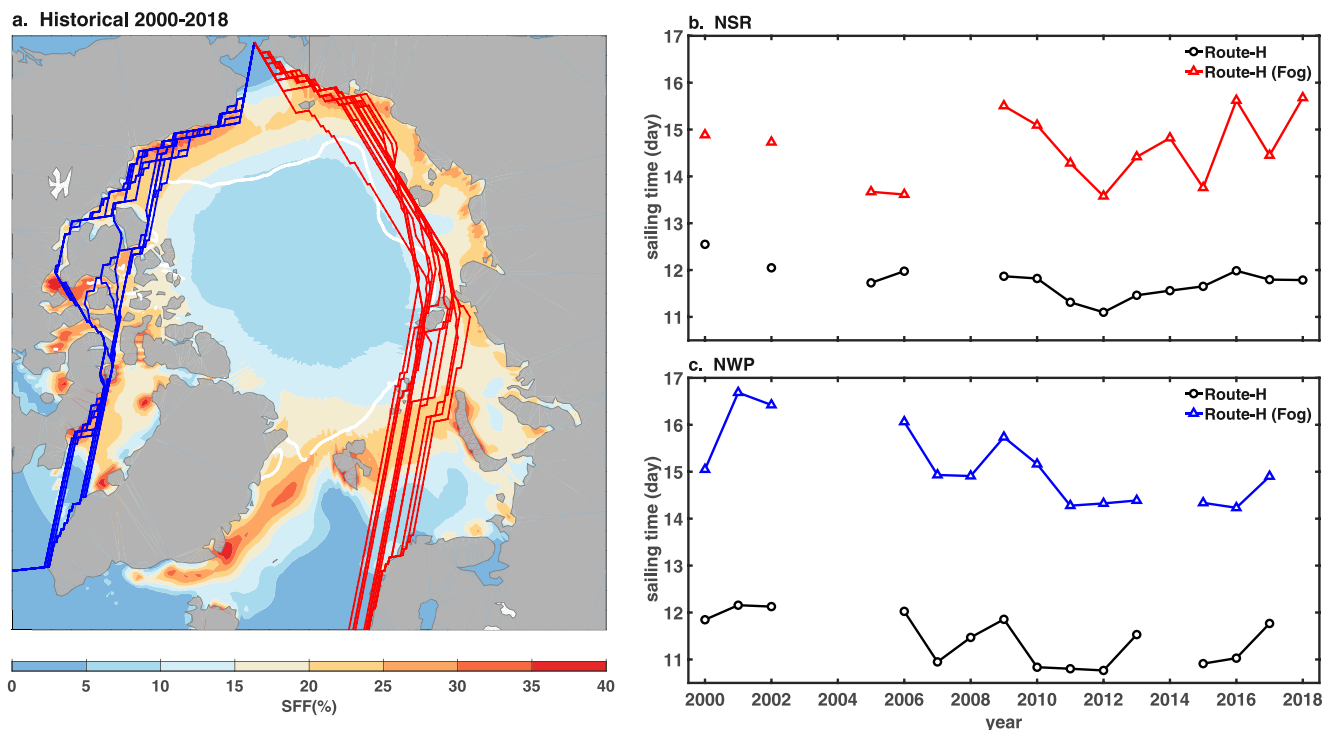 a. Historical 2000-2018
0 5 10 15 20 25 30 35 40
SFF(%)
b. NSR
17
16
15
14
13
12
11
sailing time (day)
Route-H
Route-H (Fog)
c. NWP
17
16
15
14
13
12
11
sailing time (day)
Route-H
Route-H (Fog)
2000 2002 2004 2006 2008 2010 2012 2014 2016 2018
year